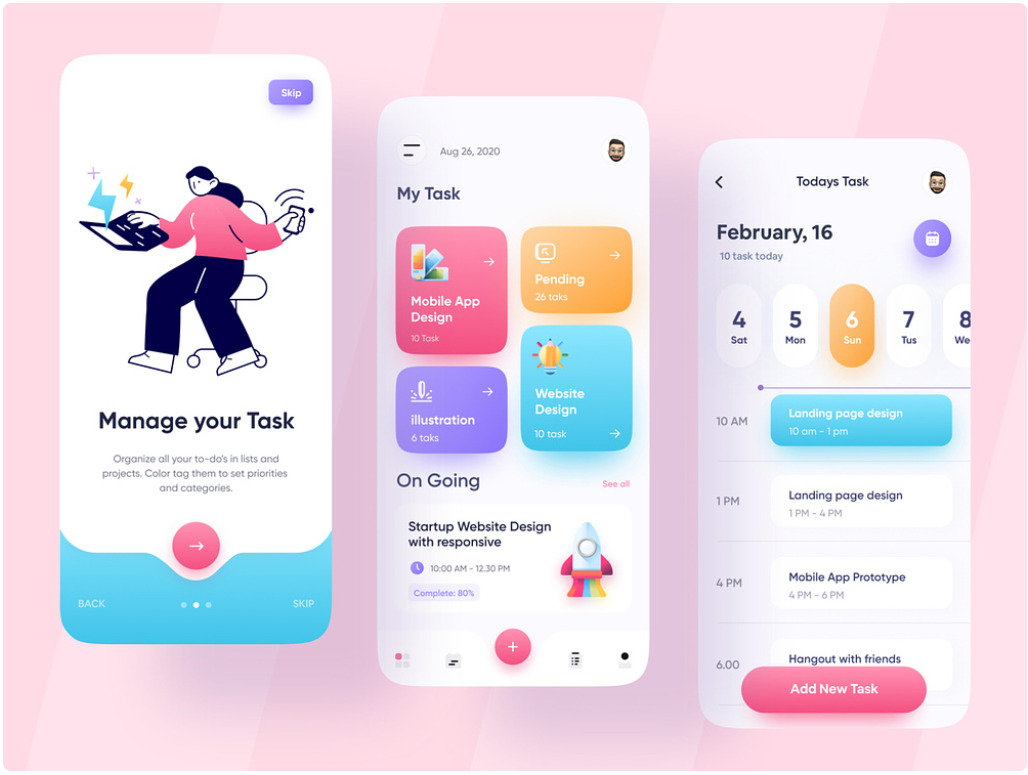 Skip
Manage your Task
Organize all your to-do's in lists and
projects. Color tag them to set priorities
and categories.
BACK
SKIP
Aug 26, 2020
My Task
Mobile App
Design
10 Task
Pending
26 taks
illustration
6 taks
Website
Design
10 task
On Going
See all
Startup Website Design
with responsive
10:00 AM - 12.30 PM
Complete: 80%
+
Todays Task
February, 16
10 task today
4
Sat
5
Mon
6
Sun
7
Tus
8
We
10 AM
Landing page design
10 am - 1 pm
1 PM
Landing page design
1 PM - 4 PM
4 PM
Mobile App Prototype
4 PM - 6 PM
6.00
Hangout with friends
Add New Task